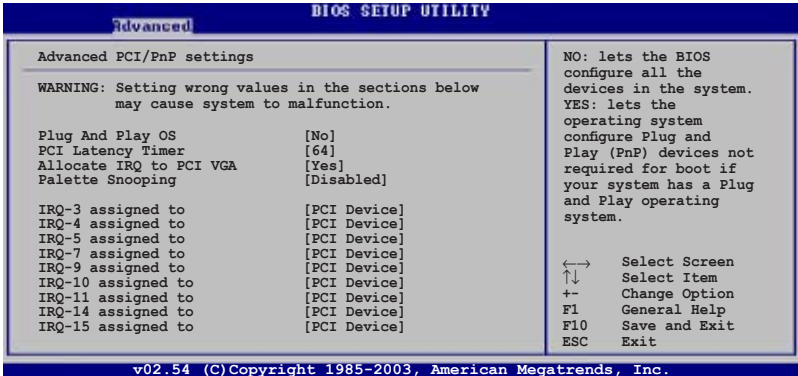 BIOS SETUP UTILITY
Advanced
Advanced PCI/PnP settings
WARNING: Setting wrong values in the sections below
may cause system to malfunction.
Plug And Play OS [No]
PCI Latency Timer [64]
Allocate IRQ to PCI VGA [Yes]
Palette Snooping [Disabled]
IRQ-3 assigned to [PCI Device]
IRQ-4 assigned to [PCI Device]
IRQ-5 assigned to [PCI Device]
IRQ-7 assigned to [PCI Device]
IRQ-9 assigned to [PCI Device]
IRQ-10 assigned to [PCI Device]
IRQ-11 assigned to [PCI Device]
IRQ-14 assigned to [PCI Device]
IRQ-15 assigned to [PCI Device]
NO: lets the BIOS
configure all the
devices in the system.
YES: lets the
operating system
configure Plug and
Play (PnP) devices not
required for boot if
your system has a Plug
and Play operating
system.
←→ Select Screen
↑↓ Select Item
+- Change Option
F1 General Help
F10 Save and Exit
ESC Exit
v02.54 (C)Copyright 1985-2003, American Megatrends, Inc.